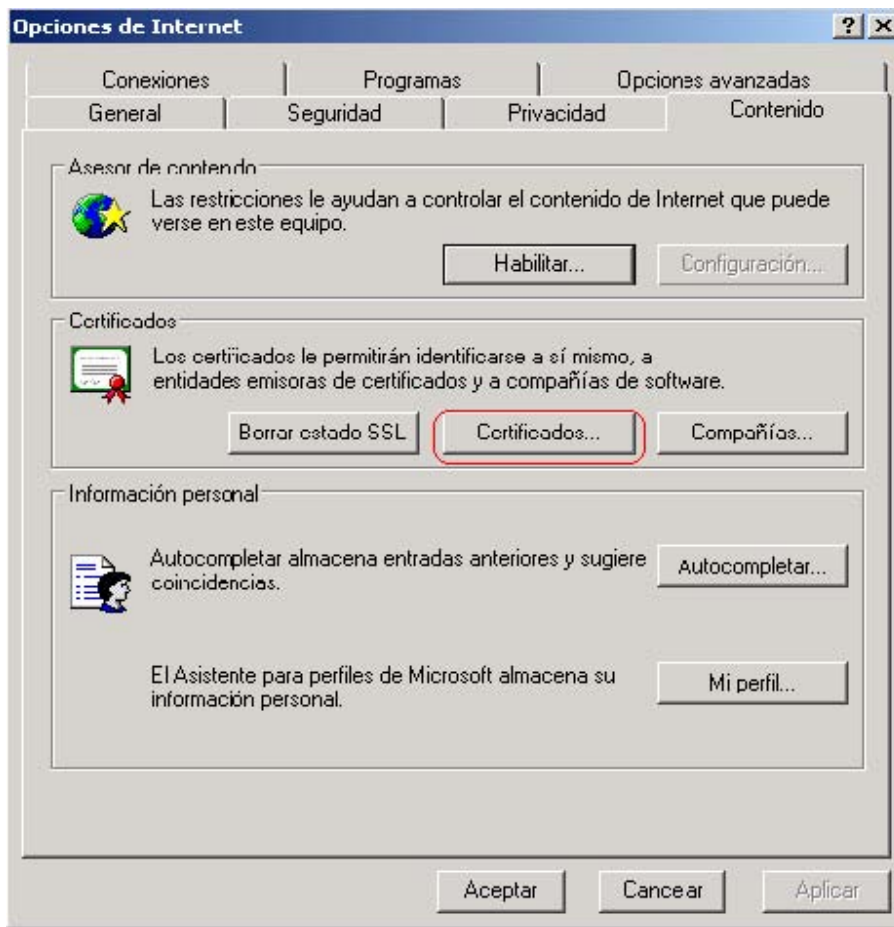 Opciones de Internet
Conexiones
Programas
Opciones avanzadas
General
Seguridad
Privacidad
Contenido
Asesor de contenido
Las restricciones le ayudan a controlar el contenido de Internet que puede
verse en este equipo.
Habilitar...
Configuración...
Certificados
Los certificados le permitirán identificarse a sí mismo, a
entidades emisoras de certificados y a compañías de software.
Borrar estado SSL
Certificados...
Compañías...
Información personal
Autocompletar almacena entradas anteriores y sugiere
coincidencias.
Autocompletar...
El Asistente para perfiles de Microsoft almacena su
información personal.
Mi perfil...
Aceptar
Cancelar
Aplicar